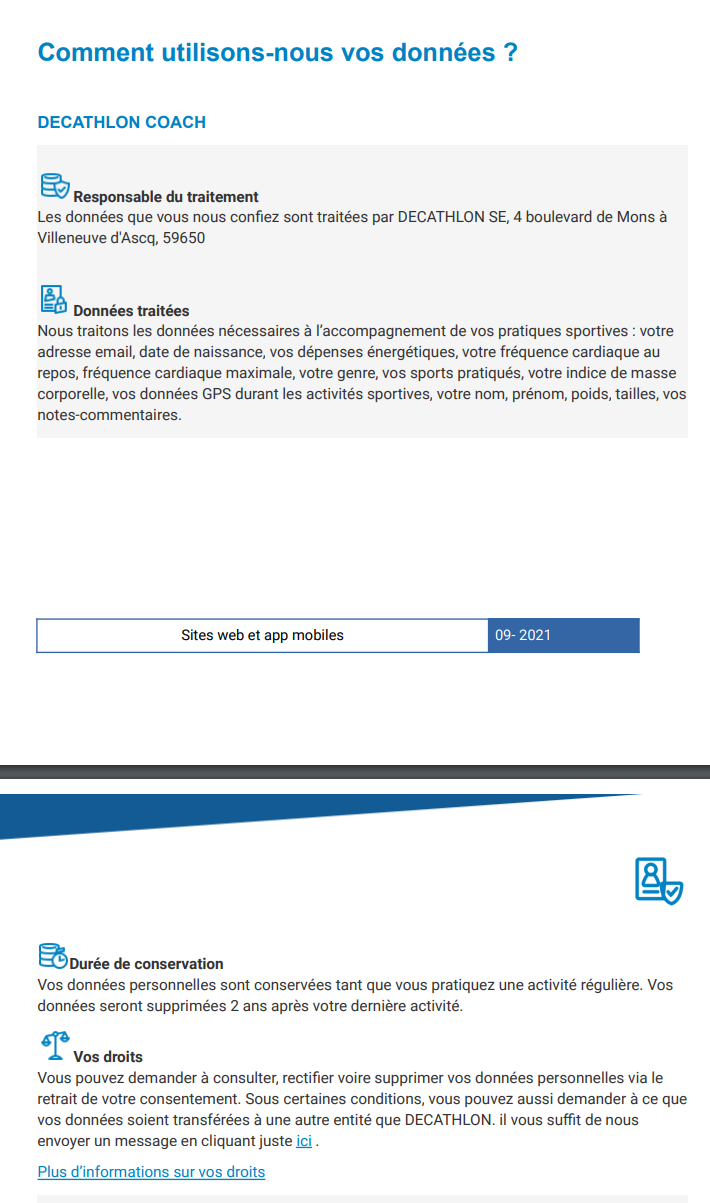 Comment utilisons-nous vos données ?
DECATHLON COACH
Responsable du traitement
Les données que vous nous confiez sont traitées par DECATHLON SE, 4 boulevard de Mons à
Villeneuve d'Ascq, 59650
Données traitées
Nous traitons les données nécessaires à l’accompagnement de vos pratiques sportives : votre
adresse email, date de naissance, vos dépenses énergétiques, votre fréquence cardiaque au
repos, fréquence cardiaque maximale, votre genre, vos sports pratiqués, votre indice de masse
corporelle, vos données GPS durant les activités sportives, votre nom, prénom, poids, tailles, vos
notes-commentaires.
Sites web et app mobiles 09- 2021
Durée de conservation
Vos données personnelles sont conservées tant que vous pratiquez une activité régulière. Vos
données seront supprimées 2 ans après votre dernière activité.
Vos droits
Vous pouvez demander à consulter, rectifier voire supprimer vos données personnelles via le
retrait de votre consentement. Sous certaines conditions, vous pouvez aussi demander à ce que
vos données soient transférées à une autre entité que DECATHLON. il vous suffit de nous
envoyer un message en cliquant juste ici .
Plus d’informations sur vos droits